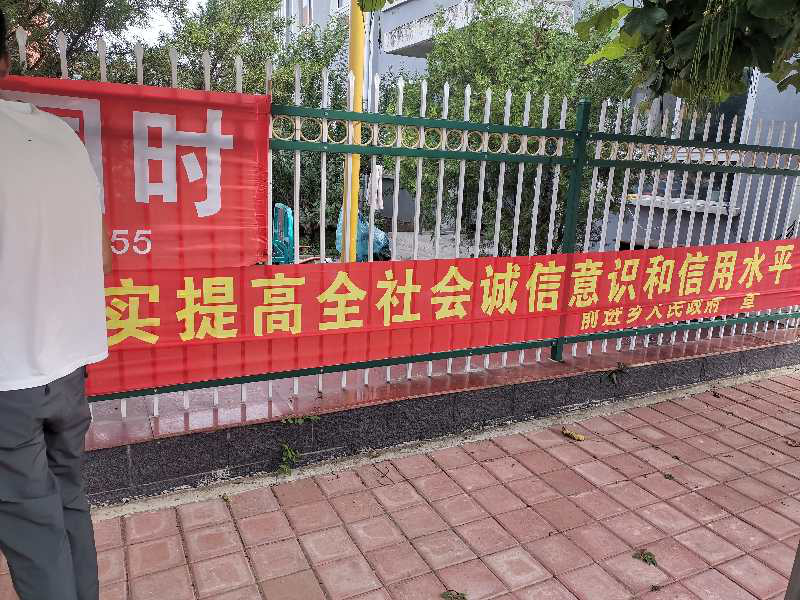 时
55
实提高全社会诚信意识和信用水平
前进乡人民政府 宣